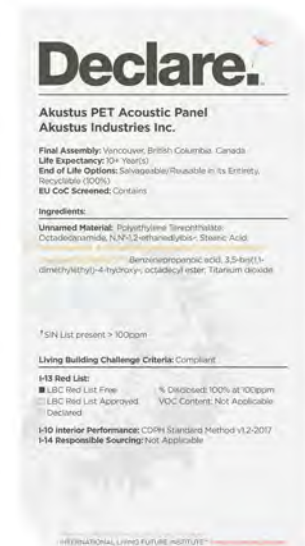 Declare.
Akustus PET Acoustic Panel
Akustus Industries Inc.
Final Assembly: Vancouver, British Columbia, Canada
Life Expectancy: 10+ Year(s)
End of Life Options: Salvageable/Reusable in its Entirety,
Recyclable (100%)
EU CoC Screened: Contains
Ingredients:
Unnamed Material: Polyethylene Terephthalate;
Octadecanamide, N,N'-1,2-ethanediylbis-; Stearic Acid;
Benzenepropanoic acid, 3,5-bis(1,1-
dimethylethyl)-4-hydroxy-, octadecyl ester; Titanium dioxide
SIN List present > 100ppm
Living Building Challenge Criteria: Compliant
I-13 Red List:
■ LBC Red List Free % Disclosed: 100% at 100ppm
□ LBC Red List Approved VOC Content: Not Applicable
□ Declared
I-10 Interior Performance: CDPH Standard Method v1.2-2017
I-14 Responsible Sourcing: Not Applicable
INTERNATIONAL LIVING FUTURE INSTITUTE